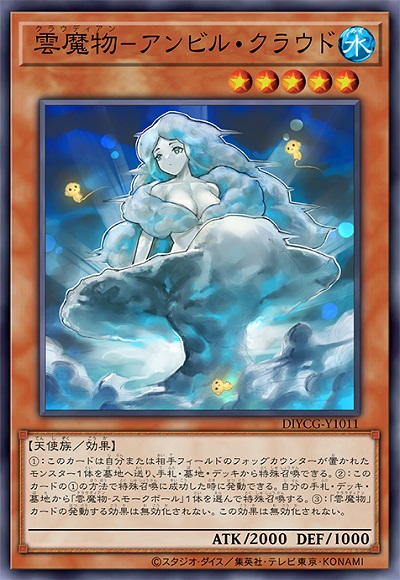 クラウディアン
雲魔物－アンビル・クラウド
水
DIYCG-Y1011
【天使族／効果】
①：このカードは自分または相手フィールドのフォッグカウンターが置かれた
モンスター1体を墓地へ送り、手札・墓地・デッキから特殊召喚できる。②：この
カードの①の方法で特殊召喚に成功した時に発動できる。自分の手札・デッキ・
墓地から「雲魔物-スモークボール」1体を選んで特殊召喚する。③：「雲魔物」
カードの発動する効果は無効化されない。この効果は無効化されない。
ATK/2000 DEF/1000
©スタジオ・ダイス／集英社・テレビ東京・KONAMI